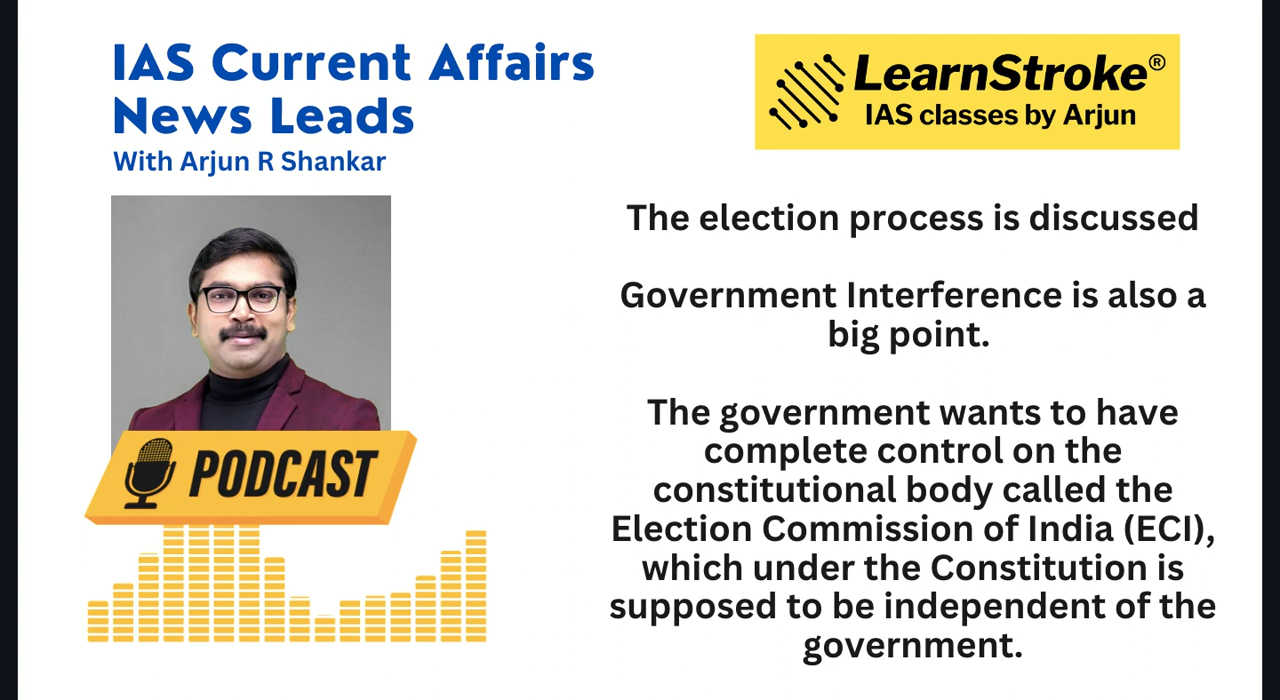 IAS Current Affairs
News Leads
With Arjun R Shankar
LearnStroke®
IAS classes by Arjun
PODCAST
The election process is discussed
Government Interference is also a
big point.
The government wants to have
complete control on the
constitutional body called the
Election Commission of India (ECI),
which under the Constitution is
supposed to be independent of the
government.